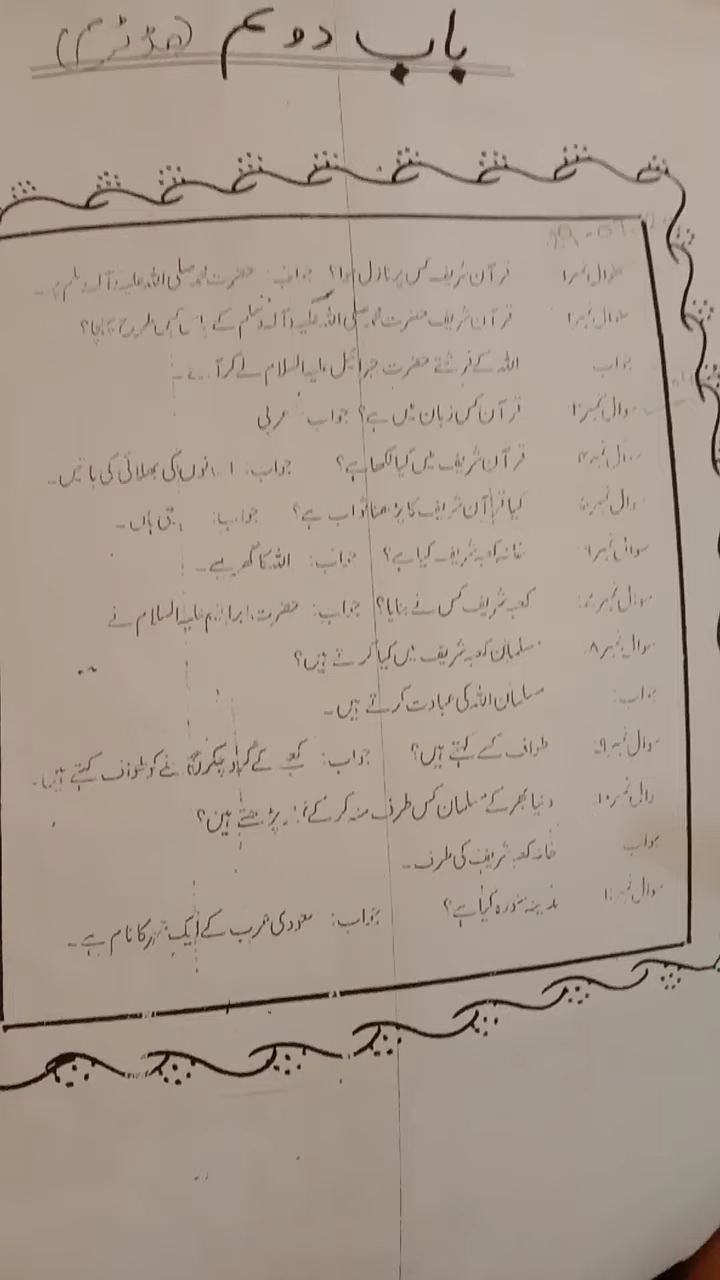 باب دوئم (مڈٹرم)
سوال نمبر۱ قرآن شریف کس پر نازل ہوا؟ جواب: حضرت محمد صلی اللہ علیہ وآلہ وسلم پر۔
سوال نمبر۲ قرآن شریف حضرت محمد صلی اللہ علیہ وآلہ وسلم کے پاس کس طرح پہنچا؟
جواب اللہ کے فرشتے حضرت جبرائیل علیہ السلام لے کر آئے۔
سوال نمبر۳ قرآن کس زبان میں ہے؟ جواب: عربی
سوال نمبر۴ قرآن شریف میں کیا لکھا ہے؟ جواب: انسانوں کی بھلائی کی باتیں۔
سوال نمبر۵ کیا قرآن شریف کا پڑھنا ثواب ہے؟ جواب: جی ہاں۔
سوال نمبر۶ خانہ کعبہ شریف کیا ہے؟ جواب: اللہ کا گھر ہے۔
سوال نمبر۷ کعبہ شریف کس نے بنایا؟ جواب: حضرت ابراہیم علیہ السلام نے
سوال نمبر۸ مسلمان کعبہ شریف میں کیا کرتے ہیں؟
جواب: مسلمان اللہ کی عبادت کرتے ہیں۔
سوال نمبر۹ طواف کسے کہتے ہیں؟ جواب: کعبے کے گرد چکر لگانے کو طواف کہتے ہیں۔
سوال نمبر۱۰ دنیا بھر کے مسلمان کس طرف منہ کر کے نماز پڑھتے ہیں؟
جواب خانہ کعبہ شریف کی طرف۔
سوال نمبر۱۱ مدینہ منورہ کیا ہے؟ جواب: سعودی عرب کے ایک شہر کا نام ہے۔